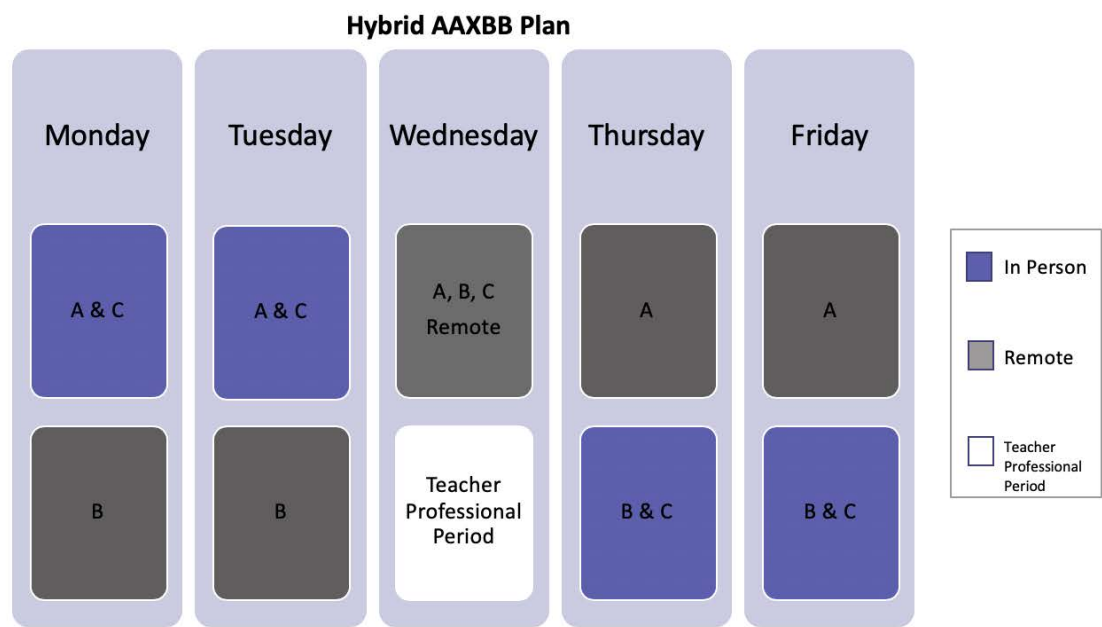 Hybrid AAXBB Plan
Monday
Tuesday
Wednesday
Thursday
Friday
A & C
A & C
A, B, C
Remote
A
A
B
B
Teacher
Professional
Period
B & C
B & C
In Person
Remote
Teacher
Professional
Period